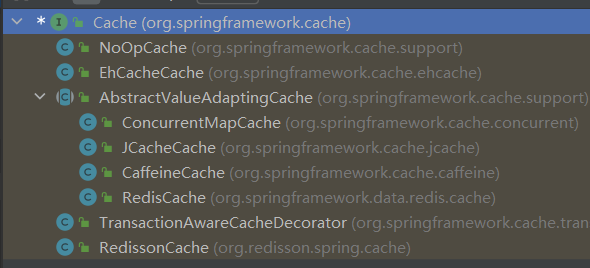 * I Cache (org.springframework.cache)
C NoOpCache (org.springframework.cache.support)
C EhCacheCache (org.springframework.cache.ehcache)
C AbstractValueAdaptingCache (org.springframework.cache.support)
C ConcurrentMapCache (org.springframework.cache.concurrent)
C JCacheCache (org.springframework.cache.jcache)
C CaffeineCache (org.springframework.cache.caffeine)
C RedisCache (org.springframework.data.redis.cache)
C TransactionAwareCacheDecorator (org.springframework.cache.tran
C RedissonCache (org.redisson.spring.cache)